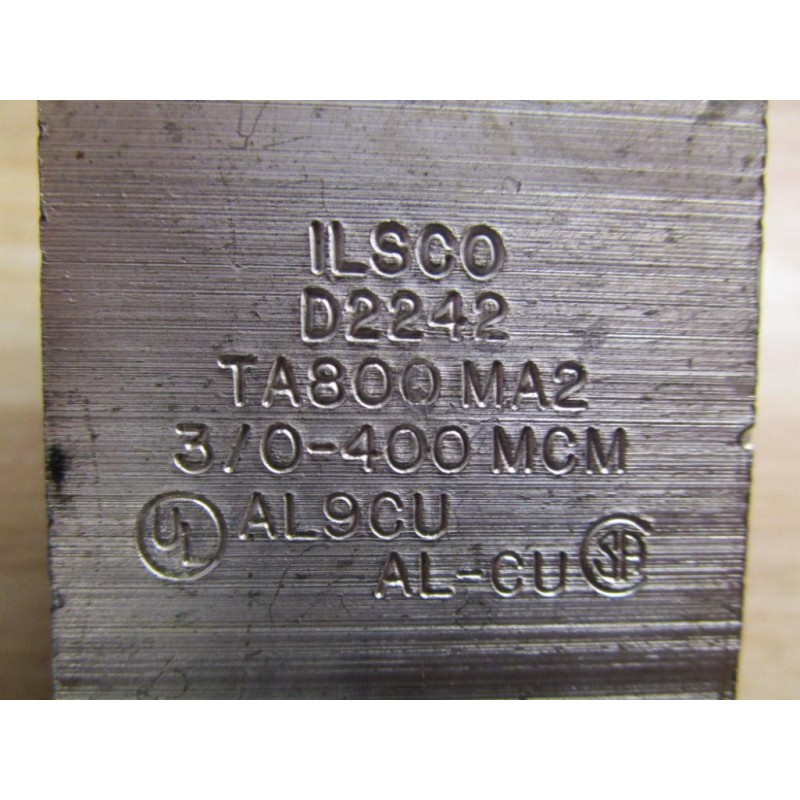 ILSCO
D2242
TA800 MA2
3/0-400 MCM
UL AL9CU
AL-CU SA